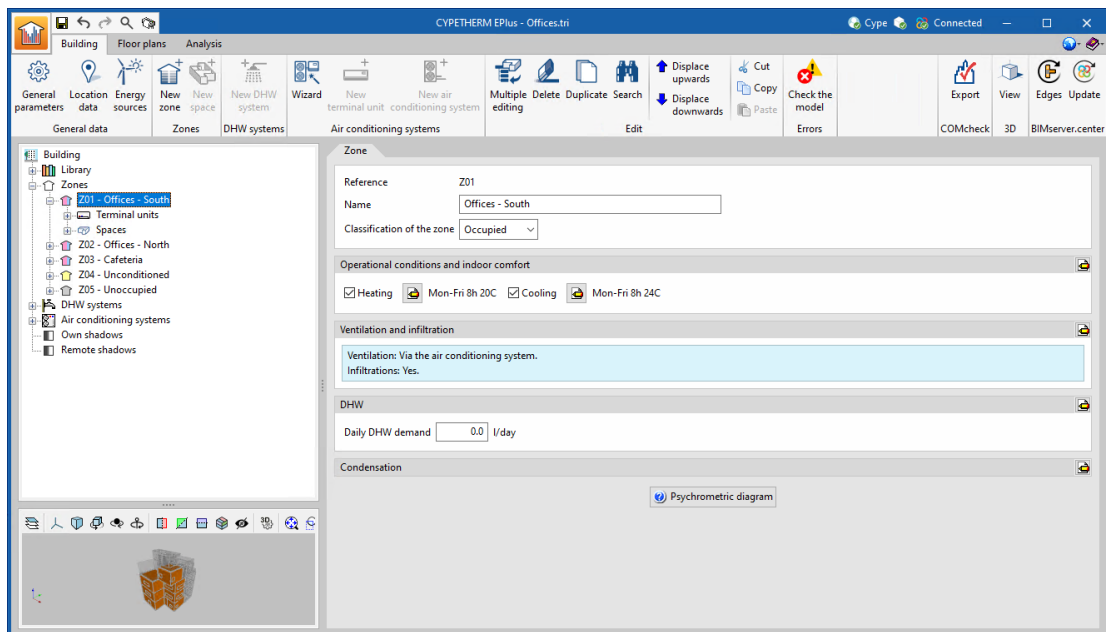 CYPETHERM EPlus - Offices.tri
Cype
Connected
Building Floor plans Analysis
General parameters
Location data
Energy sources
New zone
New space
New DHW system
Wizard
New terminal unit
New air conditioning system
Multiple editing
Delete
Duplicate
Search
Displace upwards
Displace downwards
Cut
Copy
Paste
Check the model
Export
View
Edges
Update
General data
Zones
DHW systems
Air conditioning systems
Edit
Errors
COMcheck
3D
BIMserver.center
Building
Library
Zones
Z01 - Offices - South
Terminal units
Spaces
Z02 - Offices - North
Z03 - Cafeteria
Z04 - Unconditioned
Z05 - Unoccupied
DHW systems
Air conditioning systems
Own shadows
Remote shadows
3D
Zone
Reference Z01
Name Offices - South
Classification of the zone Occupied
Operational conditions and indoor comfort
Heating Mon-Fri 8h 20C Cooling Mon-Fri 8h 24C
Ventilation and infiltration
Ventilation: Via the air conditioning system.
Infiltrations: Yes.
DHW
Daily DHW demand 0.0 l/day
Condensation
Psychrometric diagram